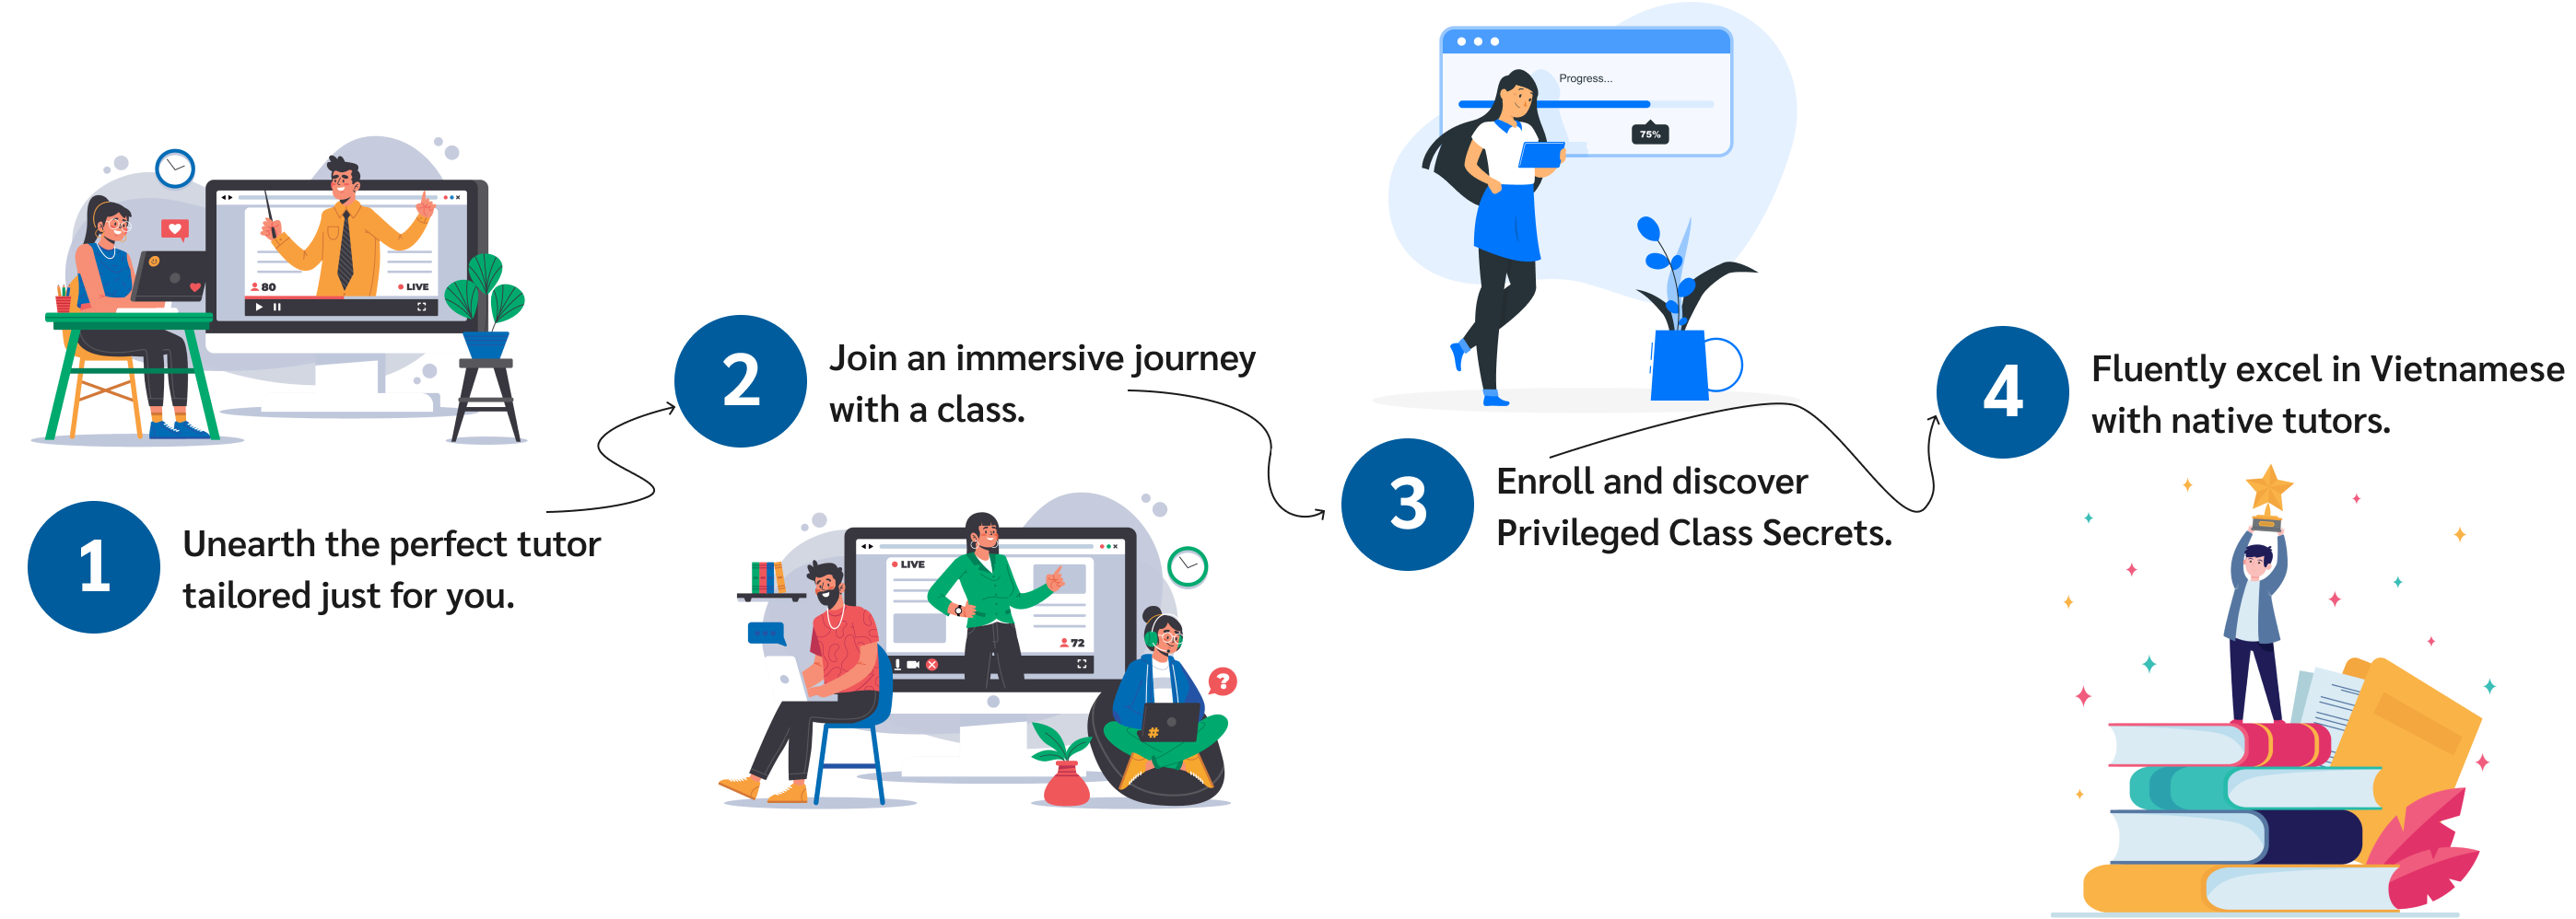 1
Unearth the perfect tutor
tailored just for you.
80
LIVE
2
Join an immersive journey
with a class.
LIVE
72
?
#
Progress...
75%
3
Enroll and discover
Privileged Class Secrets.
4
Fluently excel in Vietnamese
with native tutors.